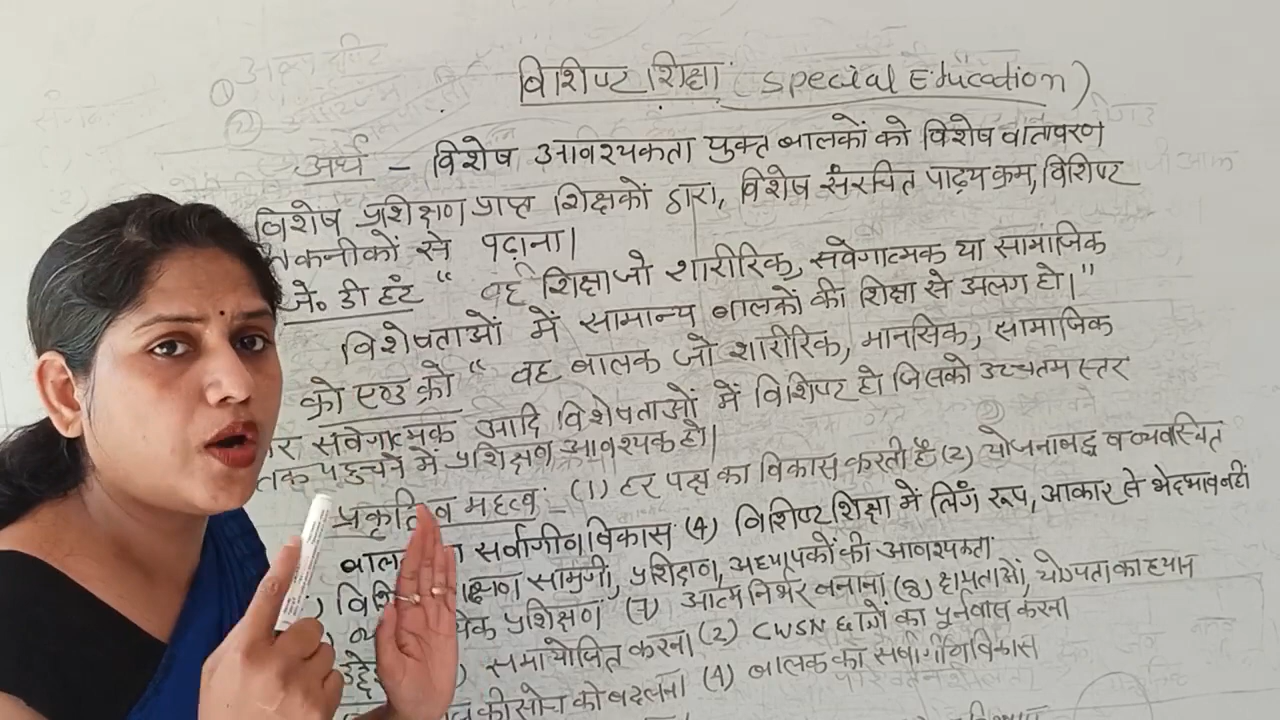 विशिष्ट शिक्षा (Special Education)
अर्थ - विशेष आवश्यकता युक्त बालकों को विशेष वातावरण
विशेष प्रशिक्षण प्राप्त शिक्षकों द्वारा, विशेष संरचित पाठ्यक्रम, विशिष्ट
तकनीकों से पढ़ाना।
जे० डी हंट " वह शिक्षा जो शारीरिक, संवेगात्मक या सामाजिक
विशेषताओं में सामान्य बालकों की शिक्षा से अलग हो।"
क्रो एण्ड क्रो " वह बालक जो शारीरिक, मानसिक, सामाजिक
संवेगात्मक आदि विशेषताओं में विशिष्ट हो जिसको उच्चतम स्तर
तक पहुचने में प्रशिक्षण आवश्यक हो।
प्रकृति व महत्व :- (1) हर पक्ष का विकास करती है (2) योजनाबद्ध व व्यवस्थित
सर्वागीण विकास (4) विशिष्ट शिक्षा में लिंग रूप, आकार से भेदभाव नहीं
सामग्री, प्रशिक्षण, अध्यापकों की आवश्यकता
प्रशिक्षण (7) आत्म निर्भर बनाना (8) क्षमताओं, योग्यता का ध्यान
समायोजित करना (2) CWSN छात्रों का पुर्नवास करना
की सोच को बदलना (4) बालक का सर्वागीण विकास